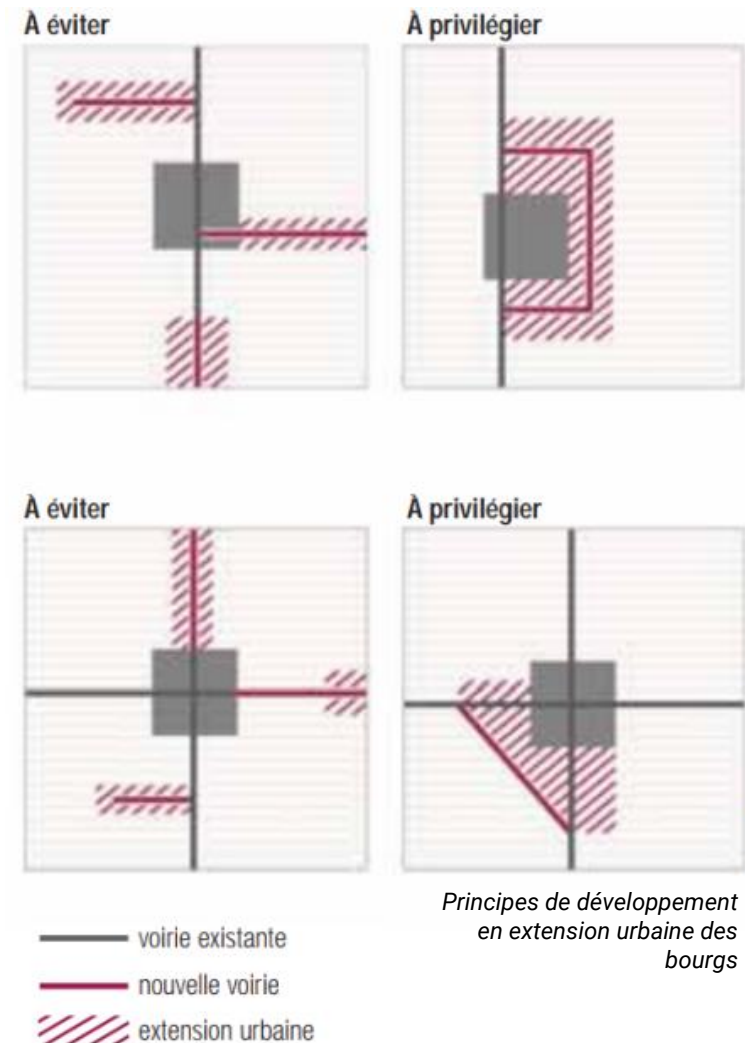 À éviter
À privilégier
À éviter
À privilégier
Principes de développement
en extension urbaine des
bourgs
voirie existante
nouvelle voirie
extension urbaine